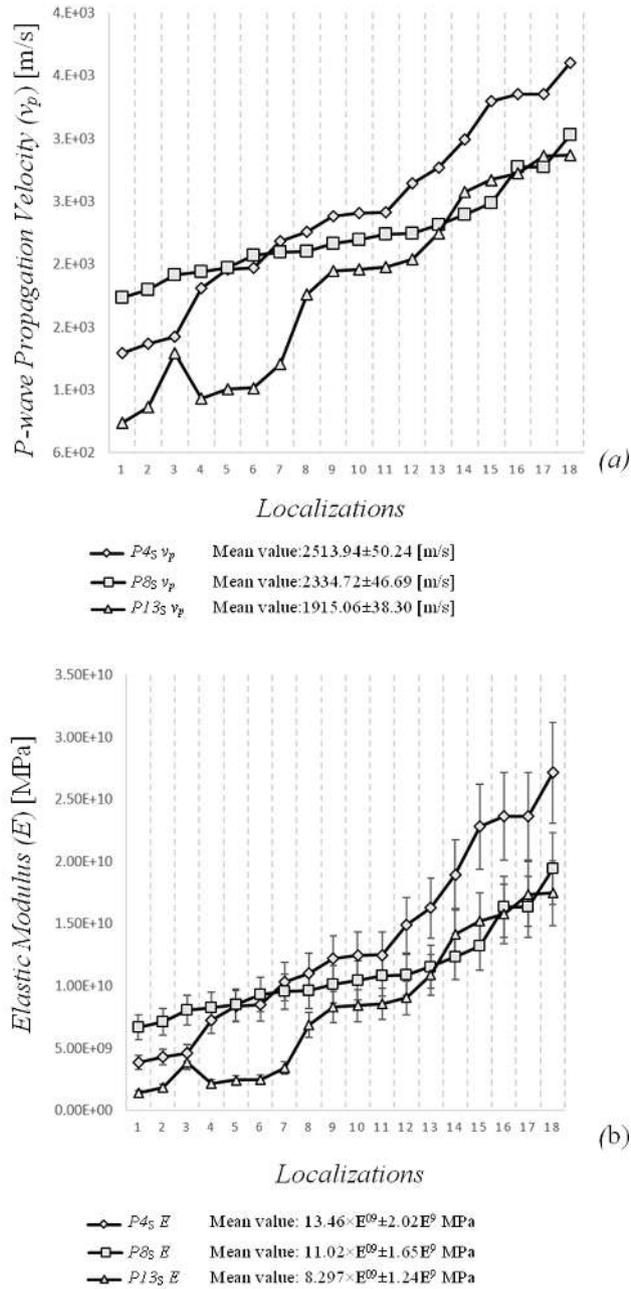 4.E+03
4.E+03
3.E+03
3.E+03
2.E+03
2.E+03
1.E+03
6.E+02
P-wave Propagation Velocity (vₚ) [m/s]
1 2 3 4 5 6 7 8 9 10 11 12 13 14 15 16 17 18
(a)
Localizations
P4S vₚ Mean value:2513.94±50.24 [m/s]
P8S vₚ Mean value:2334.72±46.69 [m/s]
P13S vₚ Mean value:1915.06±38.30 [m/s]
3.50E+10
3.00E+10
2.50E+10
2.00E+10
1.50E+10
1.00E+10
5.00E+09
0.00E+00
Elastic Modulus (E) [MPa]
1 2 3 4 5 6 7 8 9 10 11 12 13 14 15 16 17 18
(b)
Localizations
P4S E Mean value: 13.46×E⁰⁹±2.02E⁹ MPa
P8S E Mean value: 11.02×E⁰⁹±1.65E⁹ MPa
P13S E Mean value: 8.297×E⁰⁹±1.24E⁹ MPa